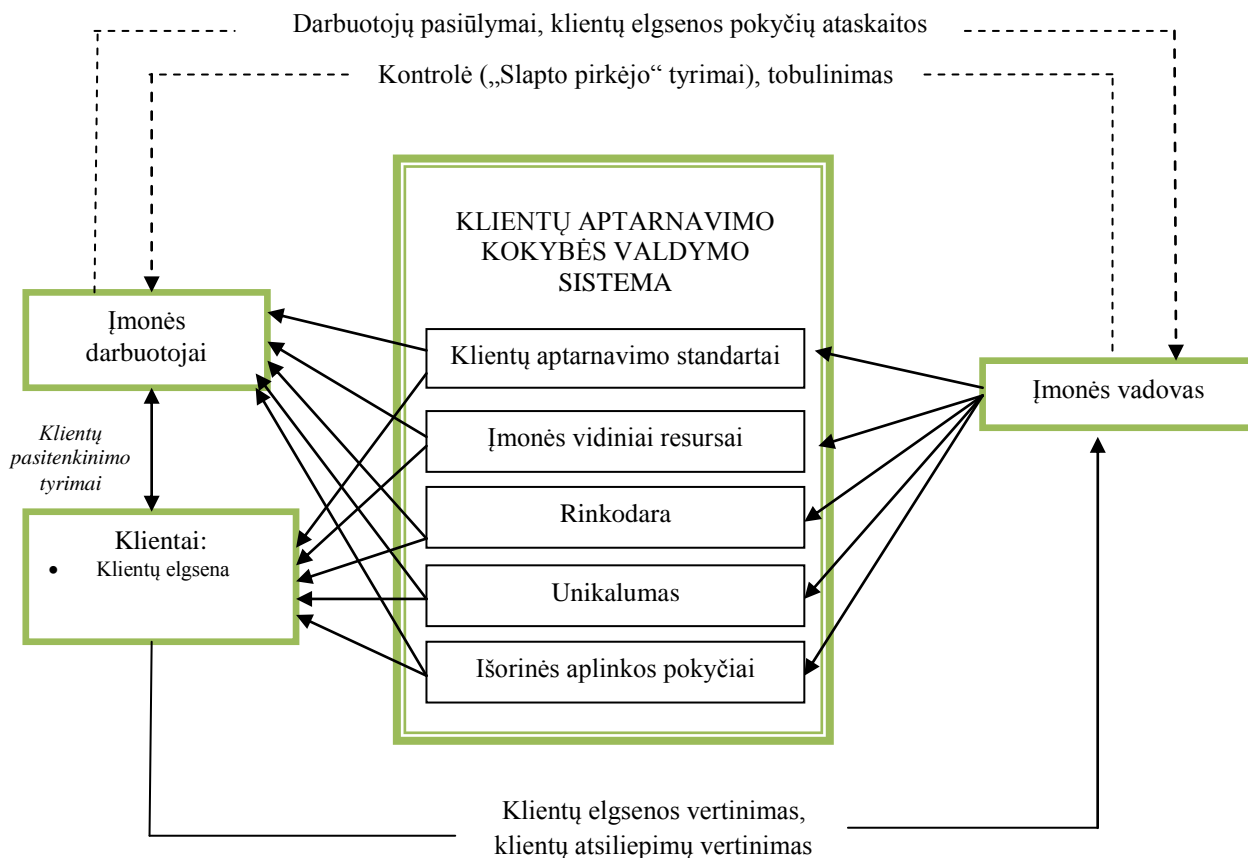 Darbuotojų pasiūlymai, klientų elgsenos pokyčių ataskaitos
Kontrolė („Slapto pirkėjo“ tyrimai), tobulinimas
KLIENTŲ APTARNAVIMO
KOKYBĖS VALDYMO
SISTEMA
Įmonės
darbuotojai
Klientų aptarnavimo standartai
Įmonės vadovas
Įmonės vidiniai resursai
Klientų
pasitenkinimo
tyrimai
Rinkodara
Klientai:
• Klientų elgsena
Unikalumas
Išorinės aplinkos pokyčiai
Klientų elgsenos vertinimas,
klientų atsiliepimų vertinimas